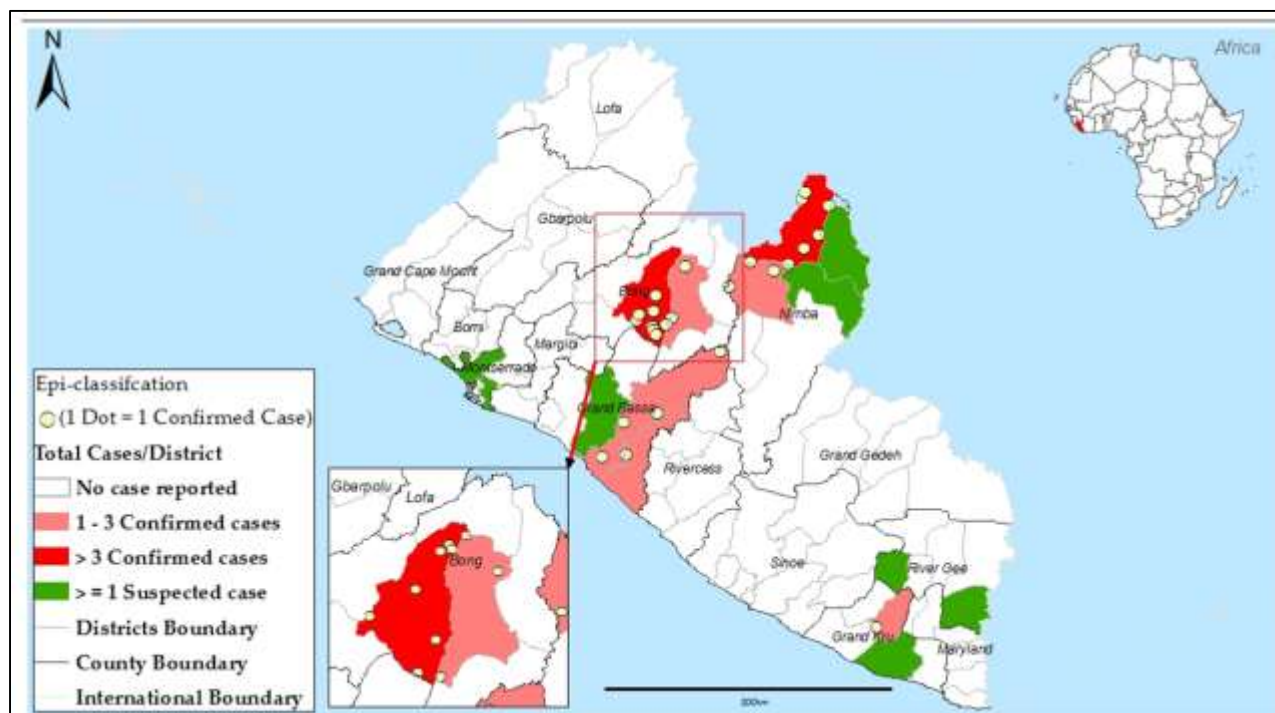 N
Africa
Lofa
Gbarpolu
Grand Cape Mount
Bong
Bomi
Margibi
Montserrado
Nimba
Grand Bassa
Rivercess
Grand Gedeh
Sinoe
River Gee
Grand Kru
Maryland
Epi-classifcation
(1 Dot = 1 Confirmed Case)
Total Cases/District
No case reported
1 - 3 Confirmed cases
> 3 Confirmed cases
> = 1 Suspected case
Districts Boundary
County Boundary
International Boundary
Gbarpolu
Lofa
Bong